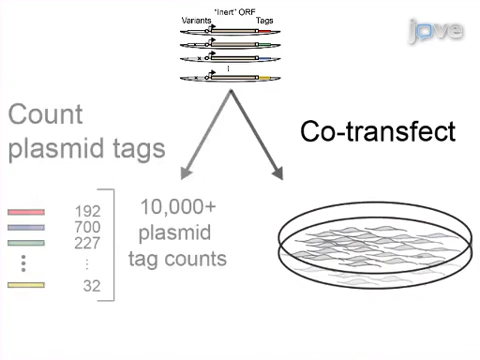 "Inert" ORF
Variants Tags
jove
Count
plasmid tags
Co-transfect
192
700
227
32
10,000+
plasmid
tag counts